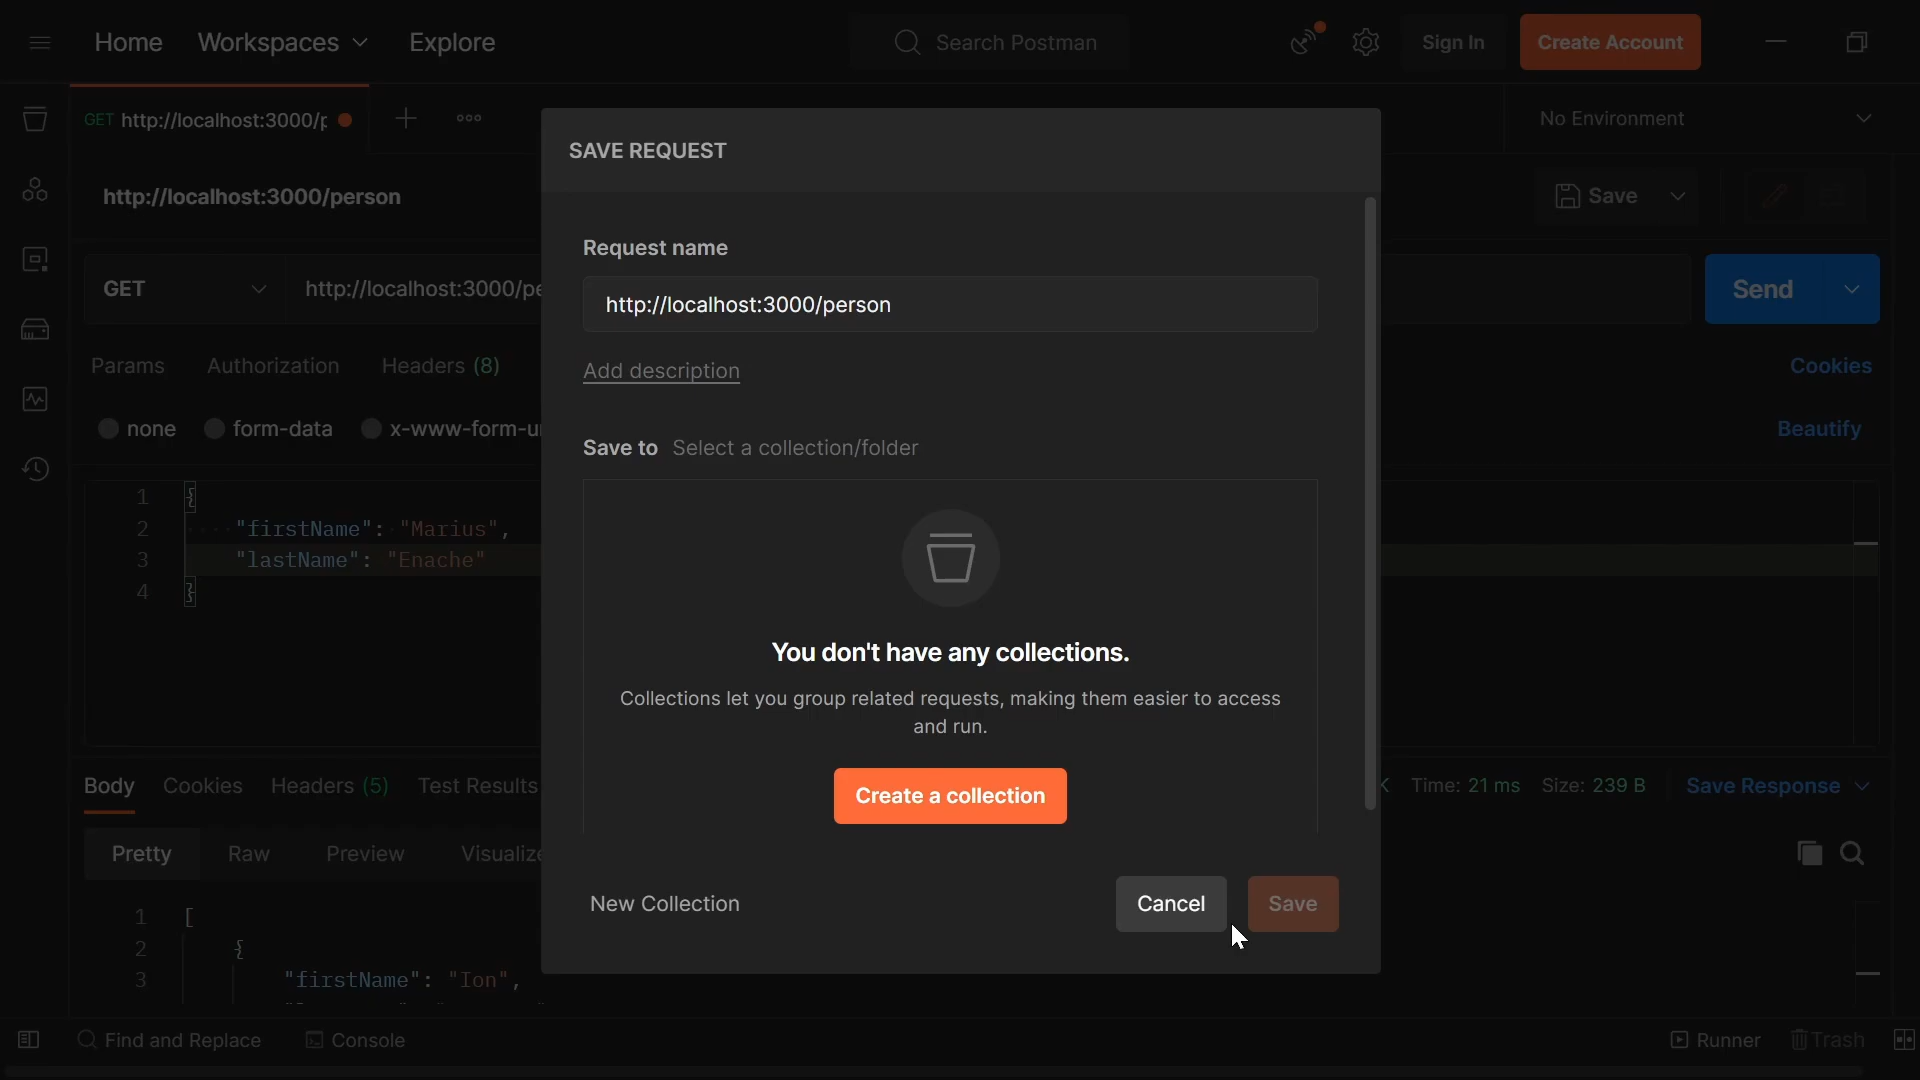 Home Workspaces Explore Search Postman Sign In Create Account
GET http://localhost:3000/p No Environment
http://localhost:3000/person Save
GET http://localhost:3000/pe Send
Params Authorization Headers (8) Cookies
none form-data x-www-form-u Beautify
1 {
2 "firstName": "Marius",
3 "lastName": "Enache"
4 }
SAVE REQUEST
Request name
http://localhost:3000/person
Add description
Save to Select a collection/folder
You don't have any collections.
Collections let you group related requests, making them easier to access
and run.
Create a collection
New Collection Cancel Save
Body Cookies Headers (5) Test Results Time: 21 ms Size: 239 B Save Response
Pretty Raw Preview Visualize
1 [
2 {
3 "firstName": "Ion",
Find and Replace Console Runner Trash